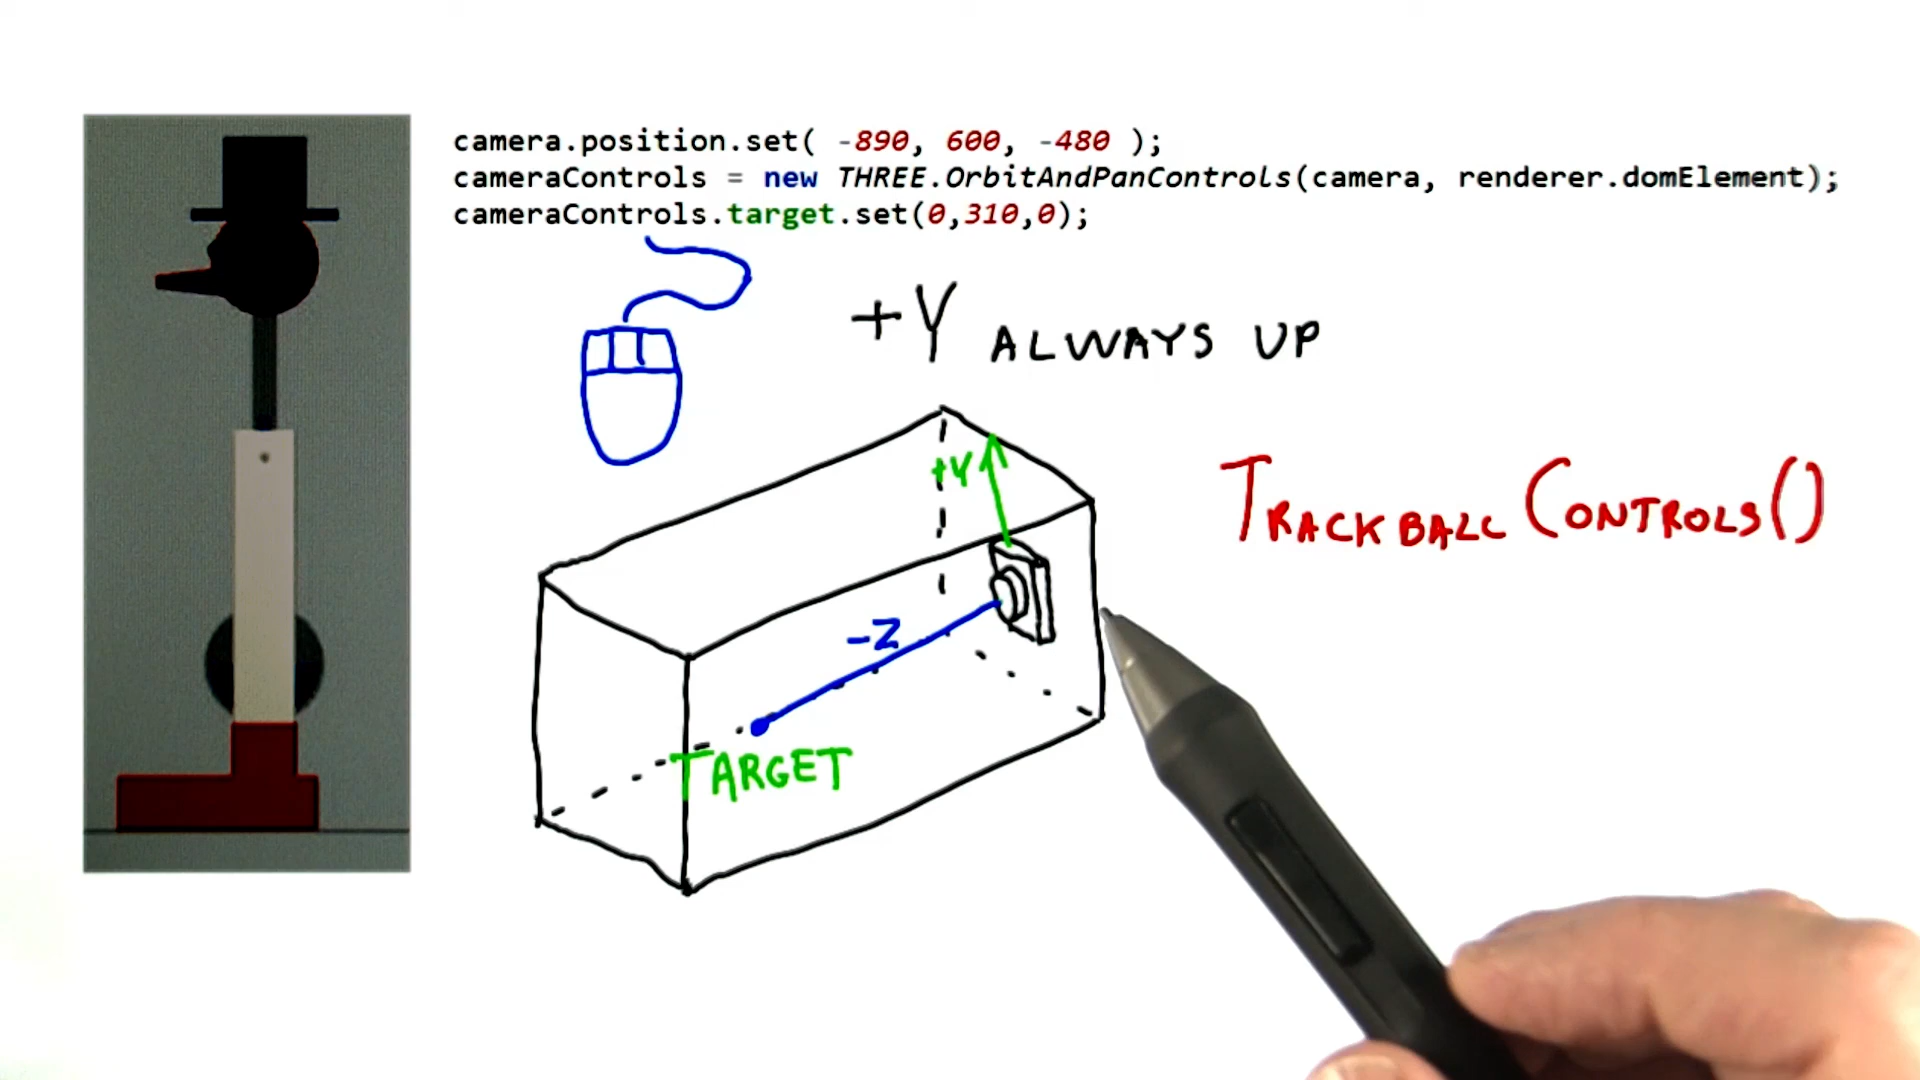 camera.position.set( -890, 600, -480 );
cameraControls = new THREE.OrbitAndPanControls(camera, renderer.domElement);
cameraControls.target.set(0,310,0);
+Y ALWAYS UP
+Y
TRACKBALL CONTROLS()
-Z
TARGET